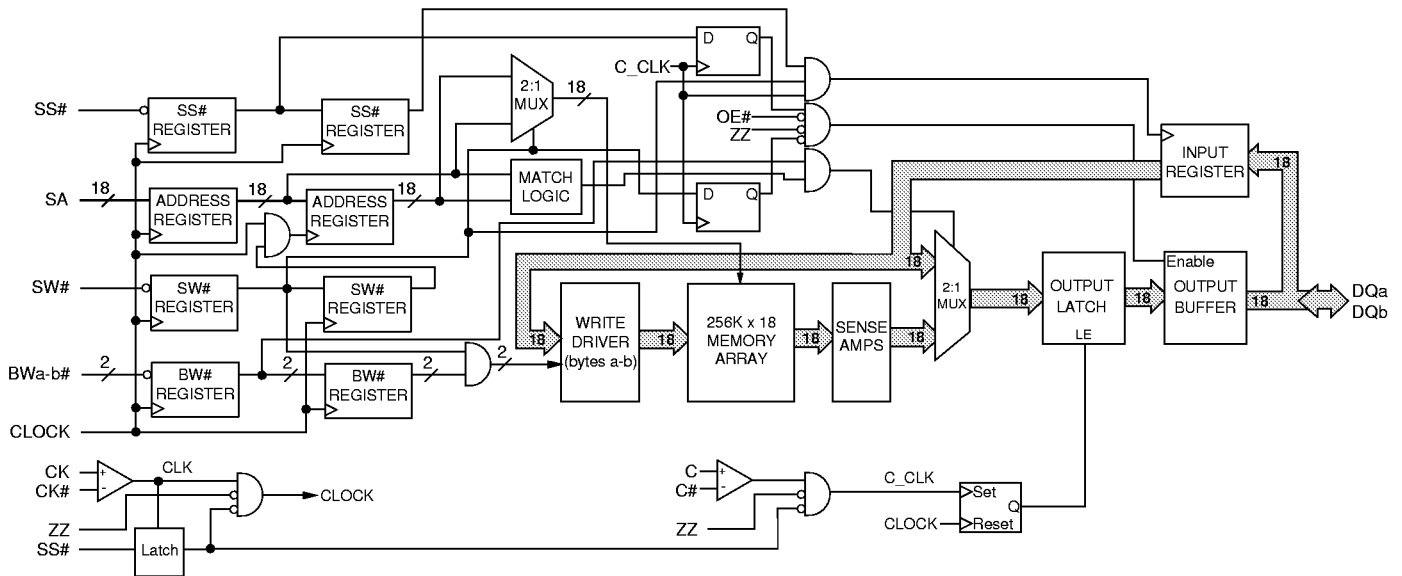 D Q
C_CLK
2:1
MUX
18
SS#
SS#
REGISTER
SS#
REGISTER
OE#
ZZ
INPUT
REGISTER
18
18
SA
18
ADDRESS
REGISTER
18
ADDRESS
REGISTER
18
MATCH
LOGIC
D Q
18
2:1
MUX
SW#
SW#
REGISTER
SW#
REGISTER
WRITE
DRIVER
(bytes a-b)
18
18
256K x 18
MEMORY
ARRAY
18
SENSE
AMPS
18
18
OUTPUT
LATCH
LE
18
Enable
OUTPUT
BUFFER
18
DQa
DQb
BWa-b#
2
BW#
REGISTER
2
BW#
REGISTER
2
2
CLOCK
CK
CK#
+
-
CLK
CLOCK
ZZ
SS#
Latch
C
C#
+
-
ZZ
C_CLK
CLOCK
Set
Reset
Q